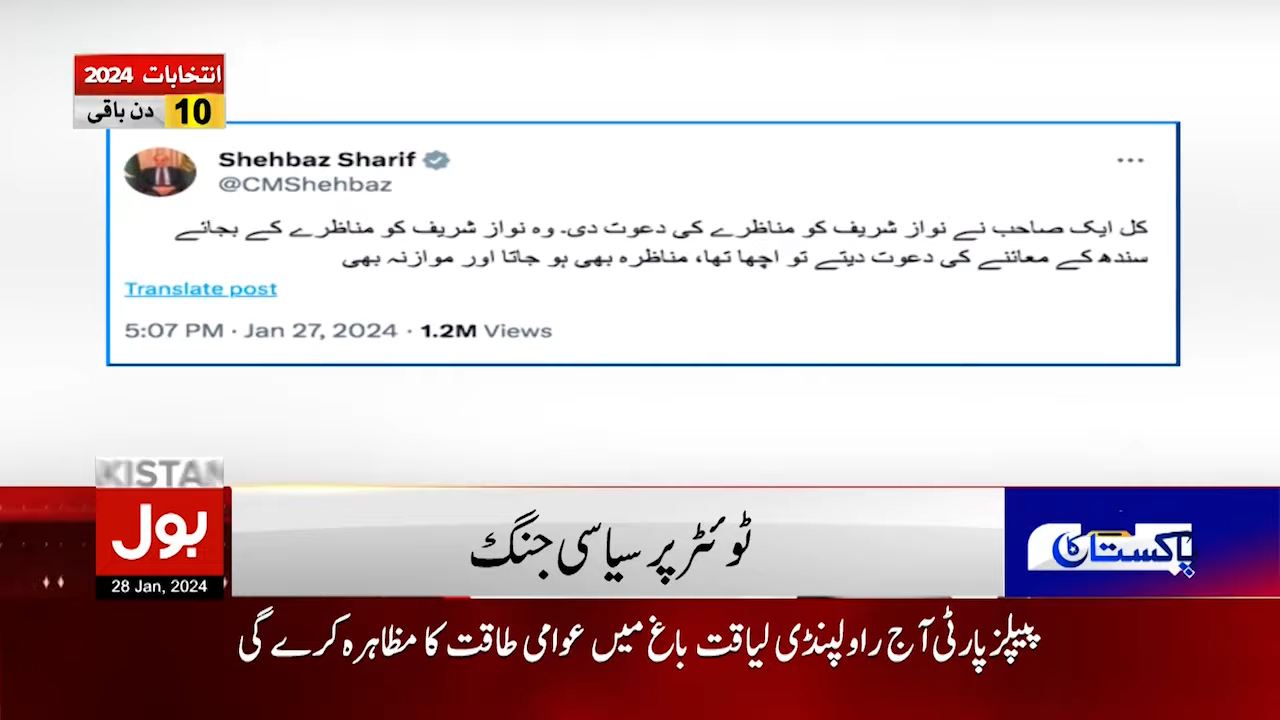 انتخابات 2024
10 دن باقی
Shehbaz Sharif
@CMShehbaz
کل ایک صاحب نے نواز شریف کو مناظرے کی دعوت دی۔ وہ نواز شریف کو مناظرے کے بجائے
سندھ کے معائنے کی دعوت دیتے تو اچھا تھا، مناظرہ بھی ہو جاتا اور موازنہ بھی
Translate post
5:07 PM · Jan 27, 2024 · 1.2M Views
KISTAN
بول
28 Jan, 2024
ٹوئٹر پر سیاسی جنگ
پاکستان کا
پیپلز پارٹی آج راولپنڈی لیاقت باغ میں عوامی طاقت کا مظاہرہ کرے گی